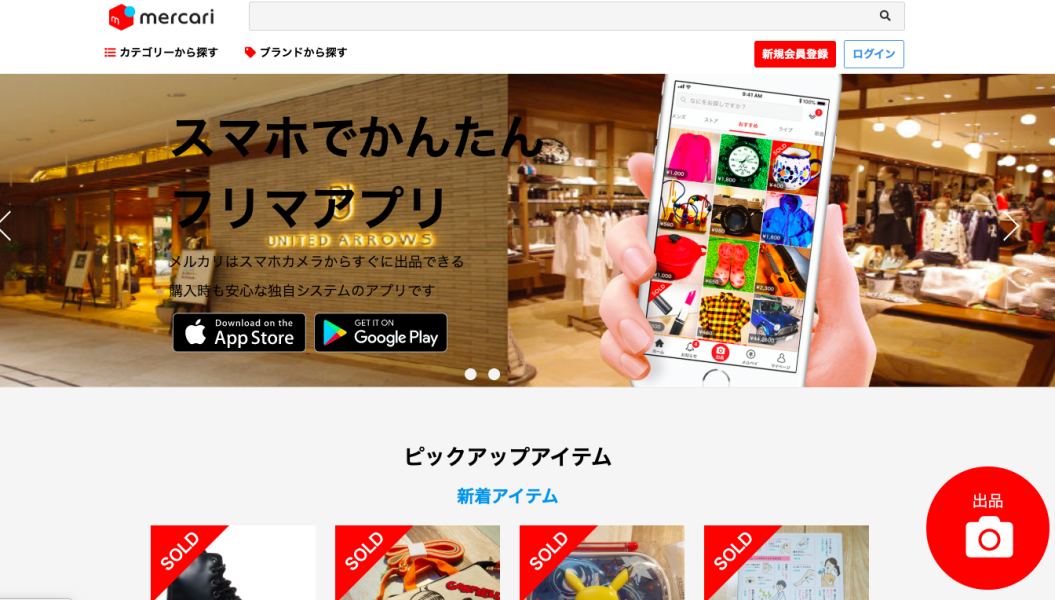 mercari
カテゴリーから探す
ブランドから探す
新規会員登録
ログイン
スマホでかんたん
フリマアプリ
UNITED ARROWS
メルカリはスマホカメラからすぐに出品できる
購入時も安心な独自システムのアプリです
Download on the
App Store
GET IT ON
Google Play
9:41 AM
100%
なにをお探しですか?
メンズ
ストア
おすすめ
ライブ
SOLD
¥1,000
¥1,800
¥1,800
¥1,000
¥2,300
SOLD
ホーム
お知らせ
出品
メルペイ
マイページ
ピックアップアイテム
新着アイテム
出品
SOLD
SOLD
SOLD
SOLD